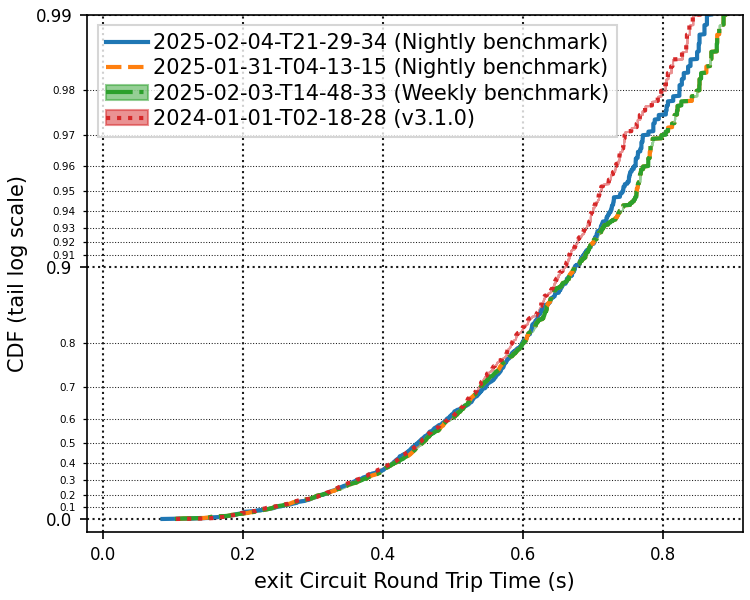 0.99
2025-02-04-T21-29-34 (Nightly benchmark)
2025-01-31-T04-13-15 (Nightly benchmark)
2025-02-03-T14-48-33 (Weekly benchmark)
2024-01-01-T02-18-28 (v3.1.0)
0.98
0.97
0.96
0.95
0.94
0.93
0.92
0.91
0.9
0.8
0.7
0.6
0.5
0.4
0.3
0.2
0.1
0.0
CDF (tail log scale)
0.0 0.2 0.4 0.6 0.8
exit Circuit Round Trip Time (s)